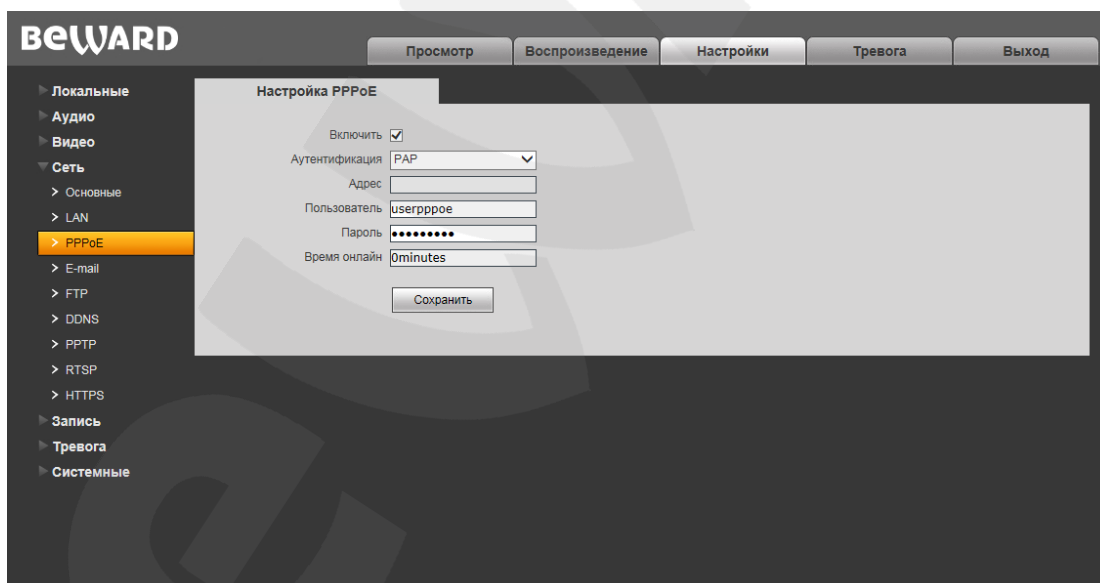 BEWARD
Просмотр Воспроизведение Настройки Тревога Выход
Локальные
Аудио
Видео
Сеть
Основные
LAN
PPPoE
E-mail
FTP
DDNS
PPTP
RTSP
HTTPS
Запись
Тревога
Системные
Настройка PPPoE
Включить
Аутентификация PAP
Адрес
Пользователь userpppoe
Пароль •••••••••
Время онлайн 0minutes
Сохранить